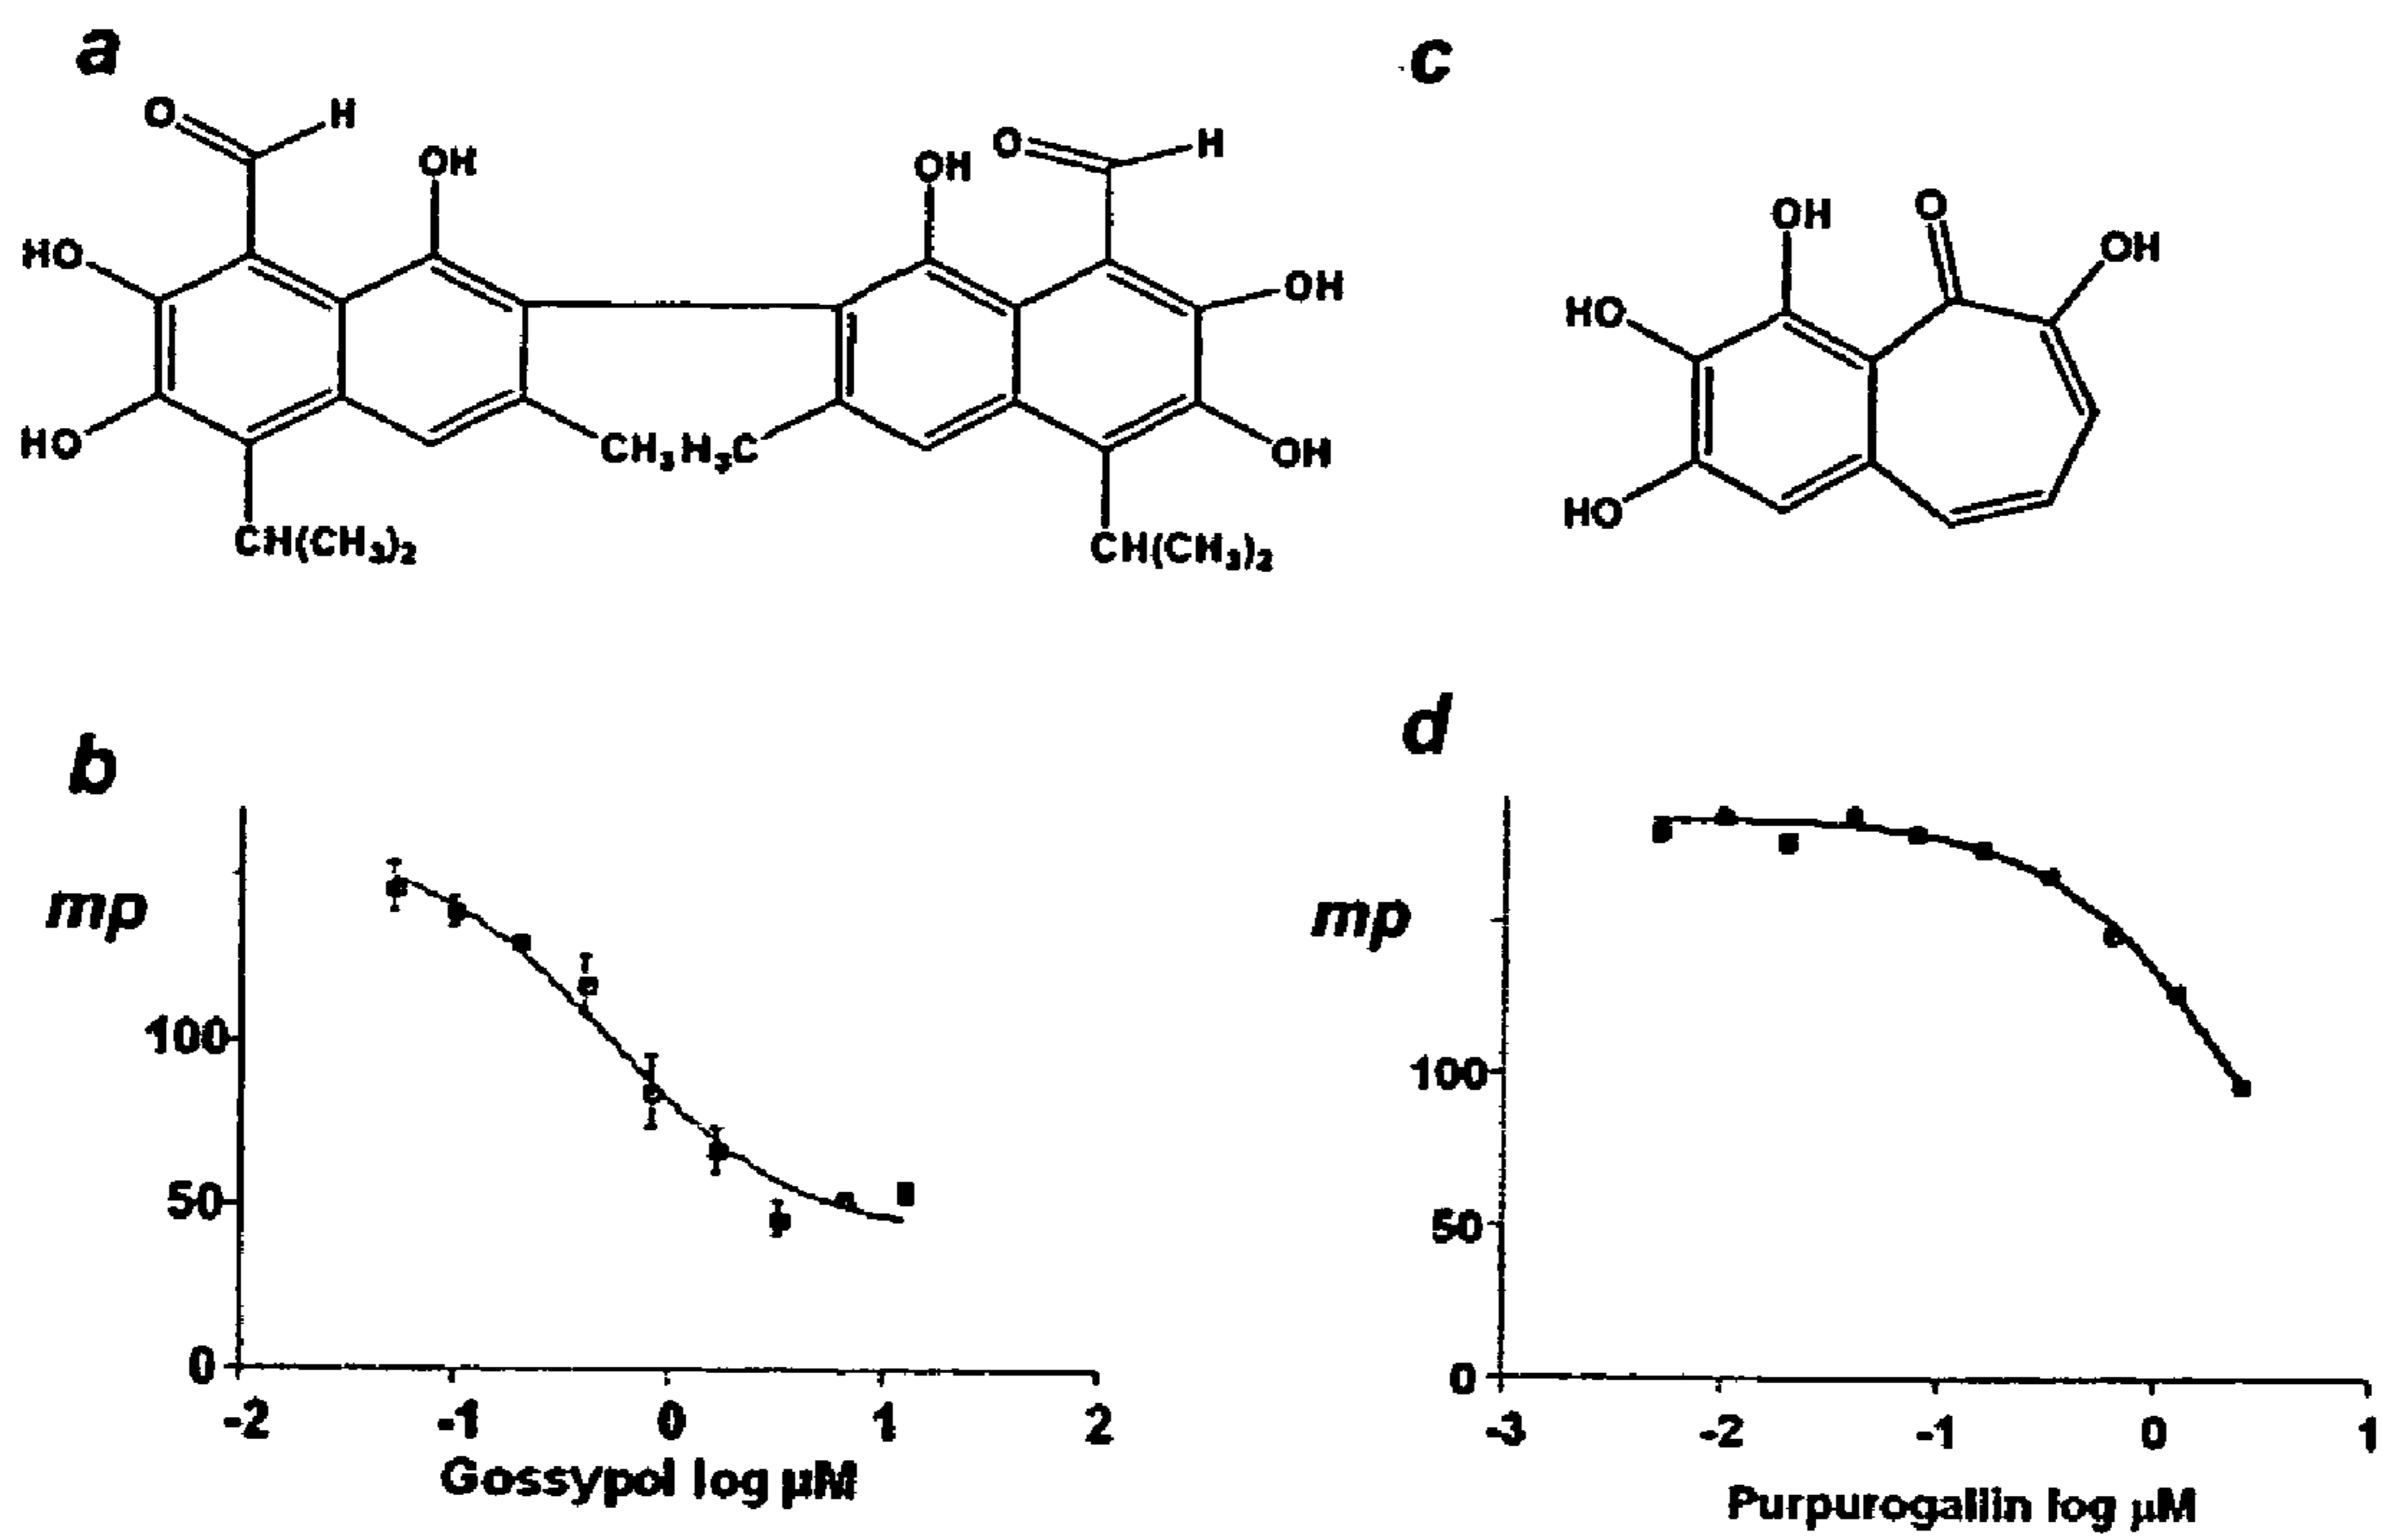 a
O H
OH
HO
HO
CH(CH3)2
CH3 H3C
OH
O H
OH
OH
CH(CH3)2
c
OH
O
OH
HO
HO
b
mp
100
50
0
-2 -1 0 1 2
Gossypol log µM
d
mp
100
50
0
-3 -2 -1 0 1
Purpurogallin log µM